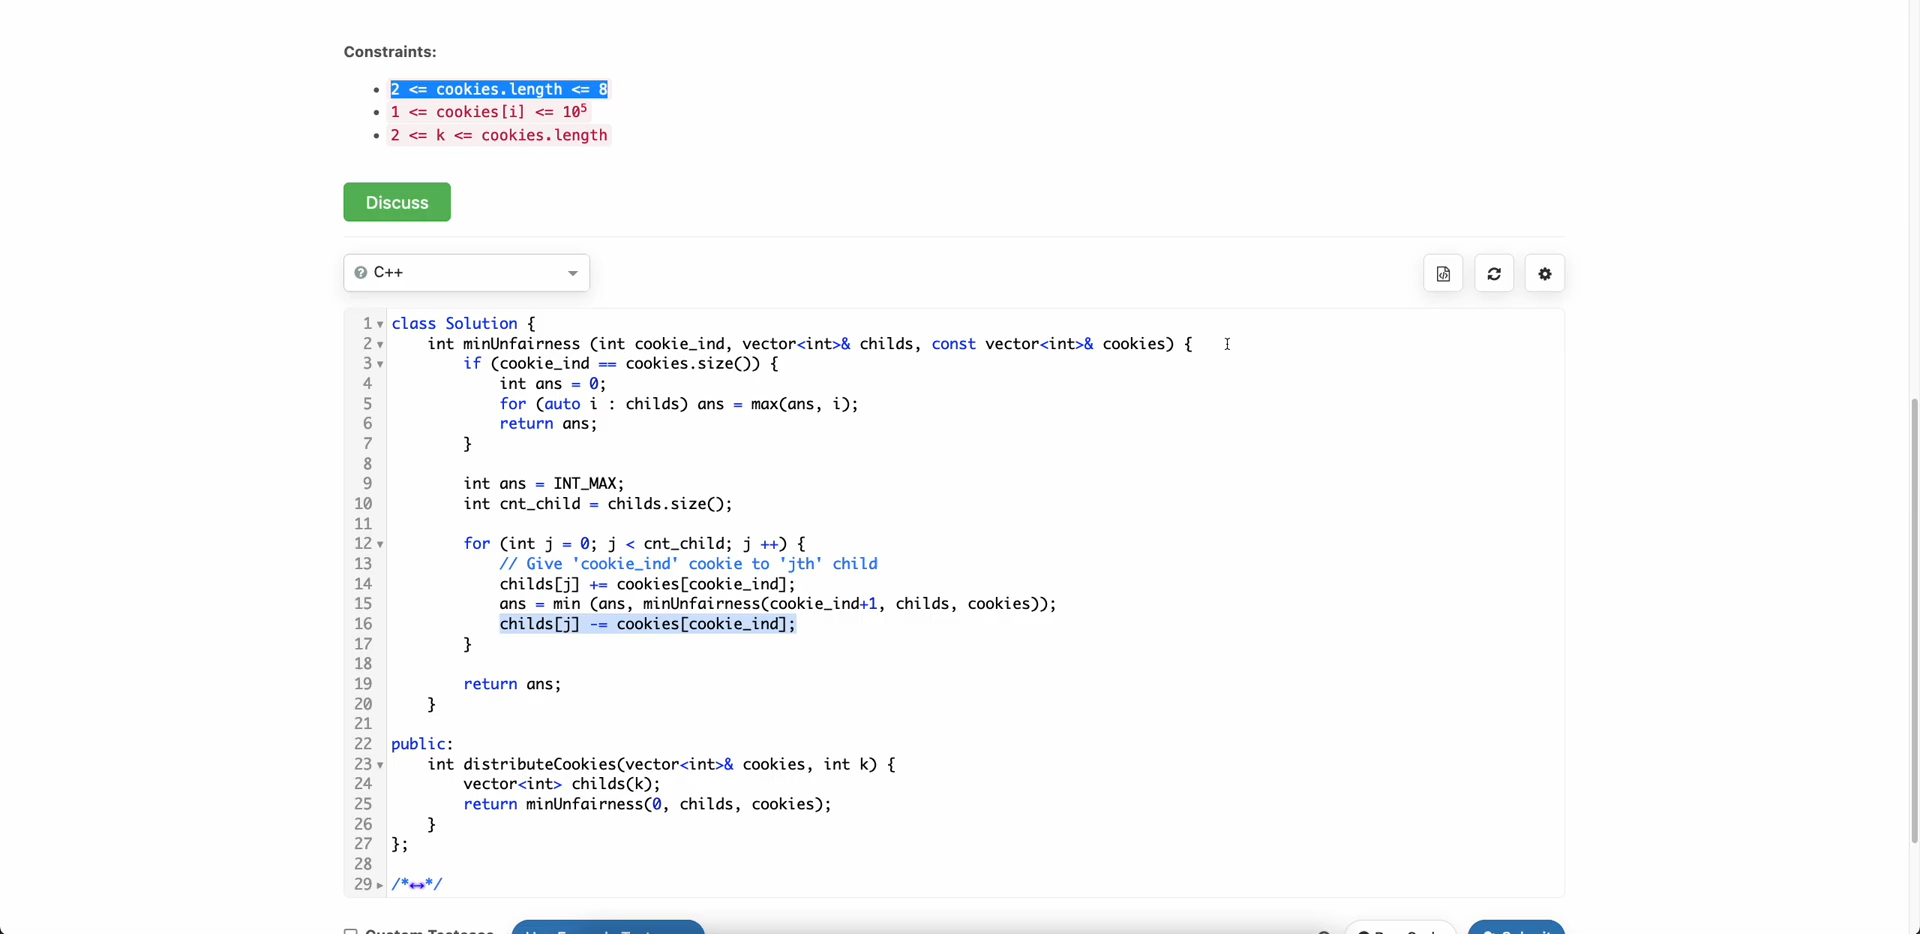 Constraints:
2 <= cookies.length <= 8
1 <= cookies[i] <= 10⁵
2 <= k <= cookies.length
Discuss
C++
1 class Solution {
2 int minUnfairness (int cookie_ind, vector<int>& childs, const vector<int>& cookies) {
3 if (cookie_ind == cookies.size()) {
4 int ans = 0;
5 for (auto i : childs) ans = max(ans, i);
6 return ans;
7 }
8
9 int ans = INT_MAX;
10 int cnt_child = childs.size();
11
12 for (int j = 0; j < cnt_child; j ++) {
13 // Give 'cookie_ind' cookie to 'jth' child
14 childs[j] += cookies[cookie_ind];
15 ans = min (ans, minUnfairness(cookie_ind+1, childs, cookies));
16 childs[j] -= cookies[cookie_ind];
17 }
18
19 return ans;
20 }
21
22 public:
23 int distributeCookies(vector<int>& cookies, int k) {
24 vector<int> childs(k);
25 return minUnfairness(0, childs, cookies);
26 }
27 };
28
29 /*↔*/